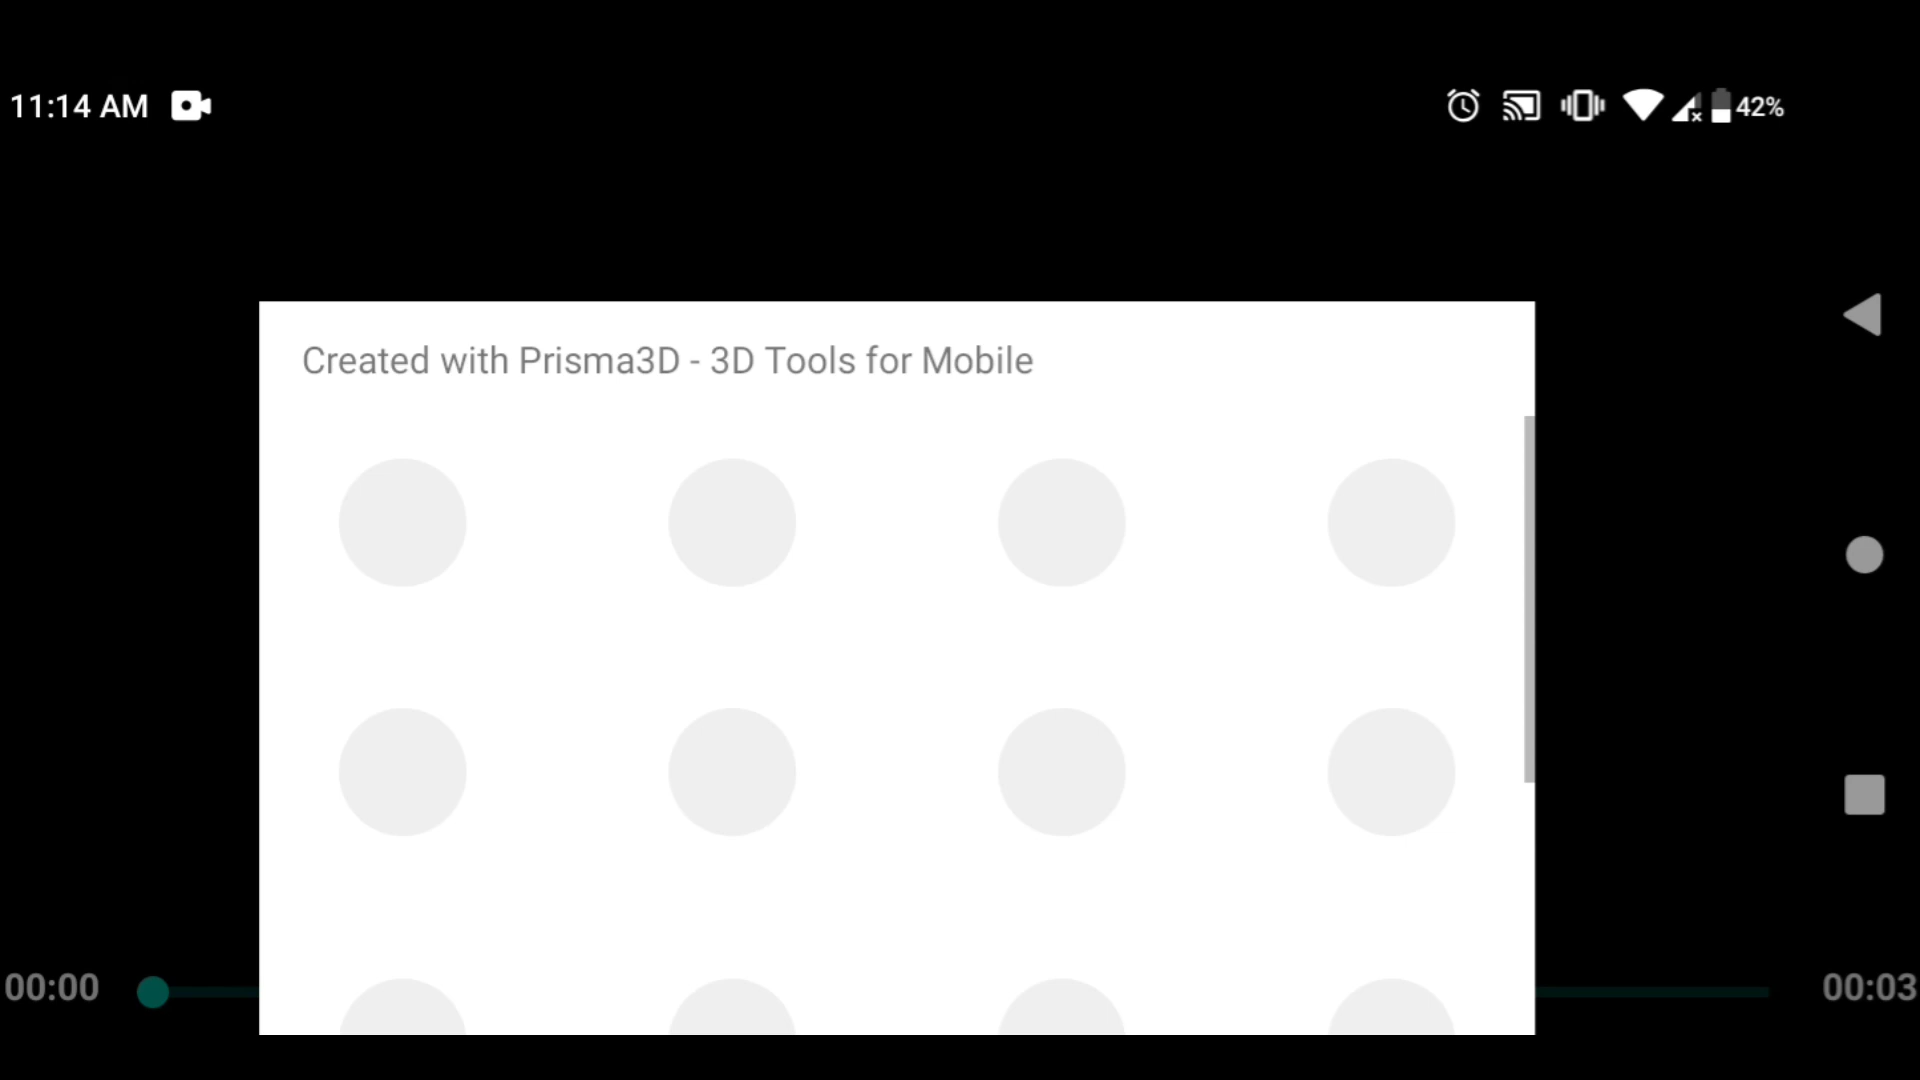 11:14 AM
42%
Created with Prisma3D - 3D Tools for Mobile
00:00
00:03